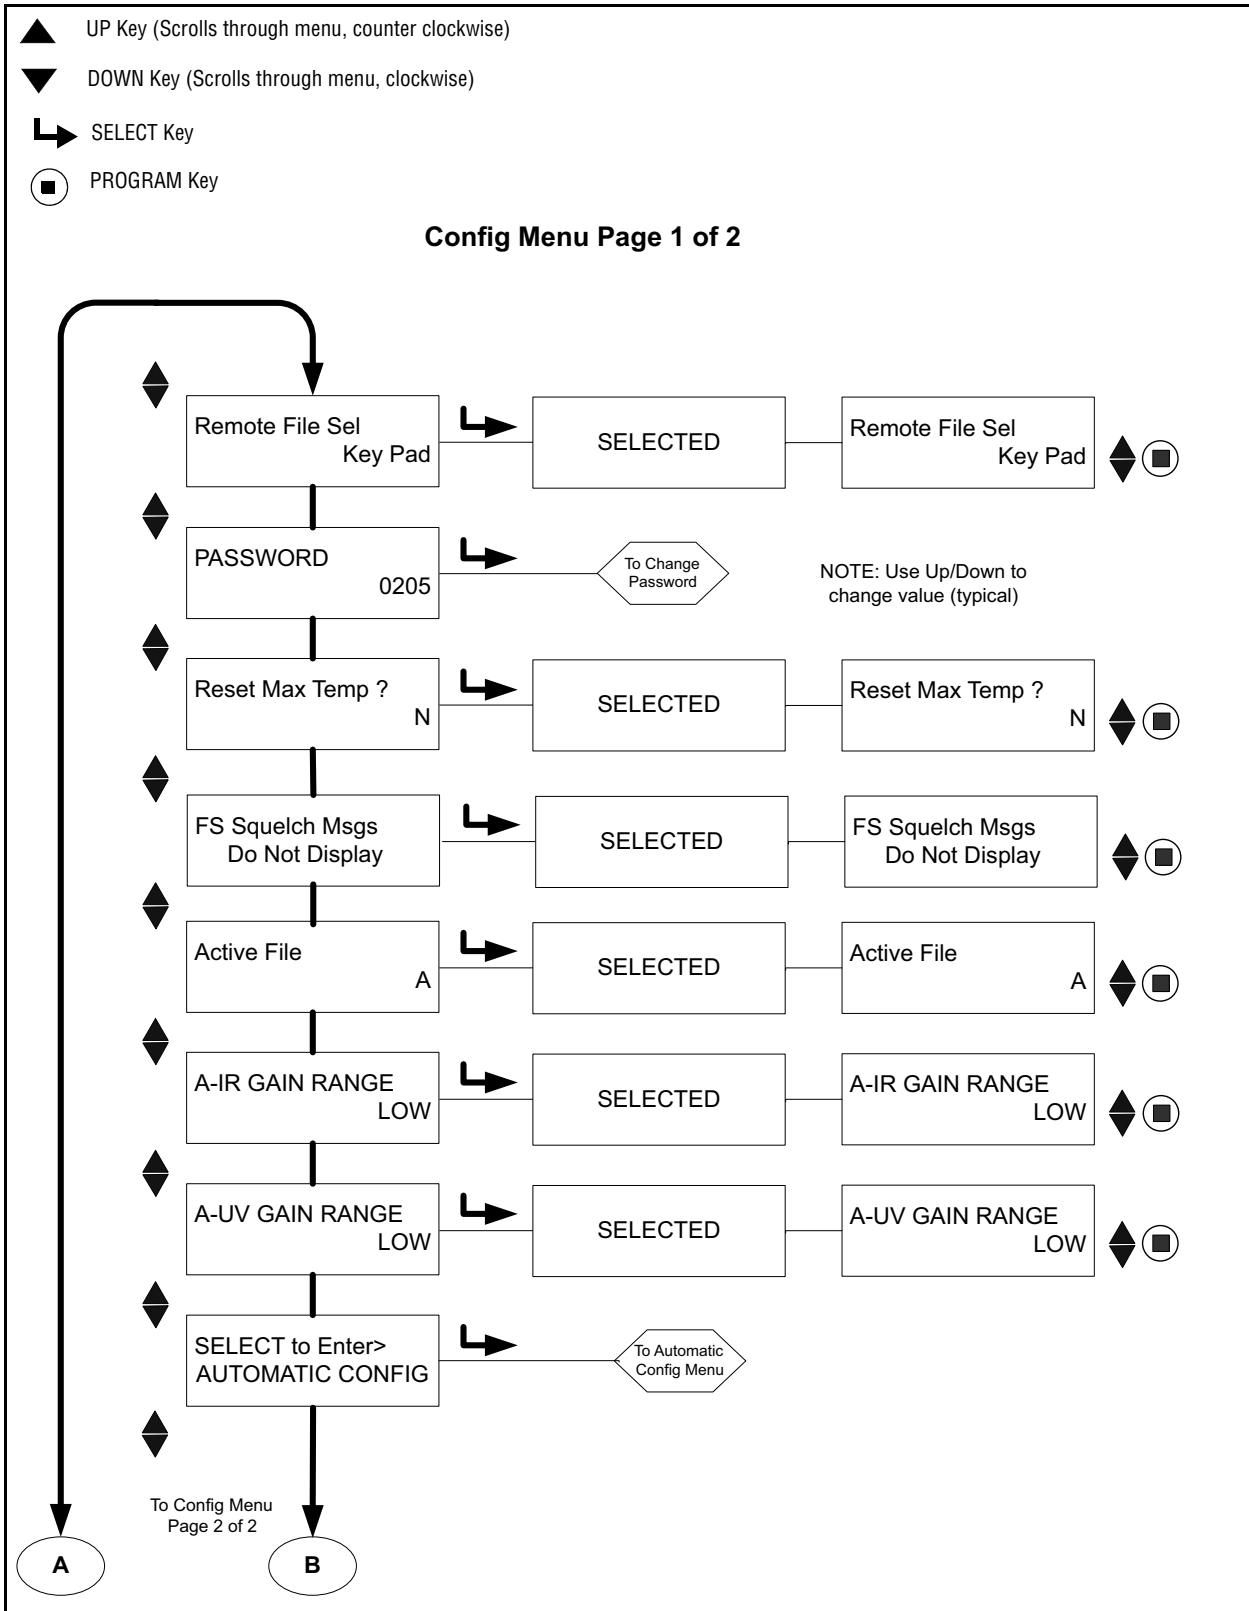 UP Key (Scrolls through menu, counter clockwise)
DOWN Key (Scrolls through menu, clockwise)
SELECT Key
PROGRAM Key
Config Menu Page 1 of 2
Remote File Sel
Key Pad
SELECTED
Remote File Sel
Key Pad
PASSWORD
0205
To Change
Password
NOTE: Use Up/Down to
change value (typical)
Reset Max Temp ?
N
SELECTED
Reset Max Temp ?
N
FS Squelch Msgs
Do Not Display
SELECTED
FS Squelch Msgs
Do Not Display
Active File
A
SELECTED
Active File
A
A-IR GAIN RANGE
LOW
SELECTED
A-IR GAIN RANGE
LOW
A-UV GAIN RANGE
LOW
SELECTED
A-UV GAIN RANGE
LOW
SELECT to Enter>
AUTOMATIC CONFIG
To Automatic
Config Menu
To Config Menu
Page 2 of 2
A
B